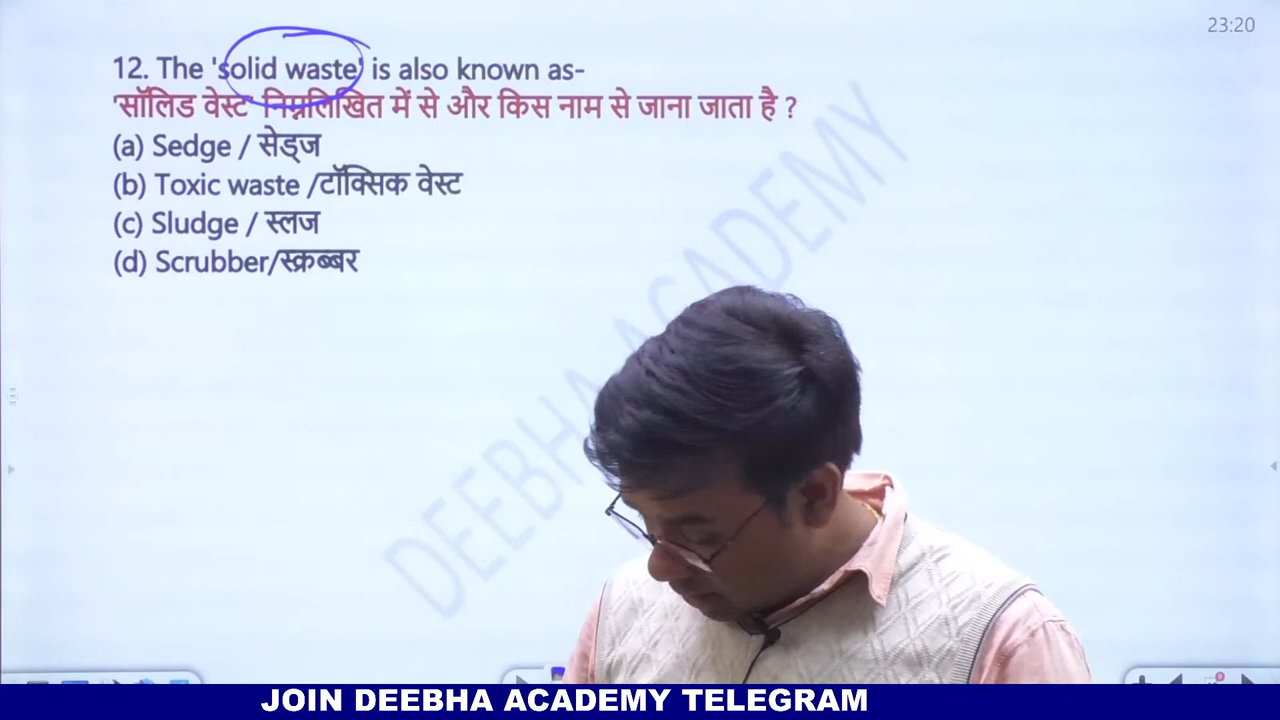 23:20
12. The 'solid waste' is also known as-
'सॉलिड वेस्ट' निम्नलिखित में से और किस नाम से जाना जाता है ?
(a) Sedge / सेड्ज
(b) Toxic waste /टॉक्सिक वेस्ट
(c) Sludge / स्लज
(d) Scrubber/स्क्रब्बर
DEEBHA ACADEMY
JOIN DEEBHA ACADEMY TELEGRAM